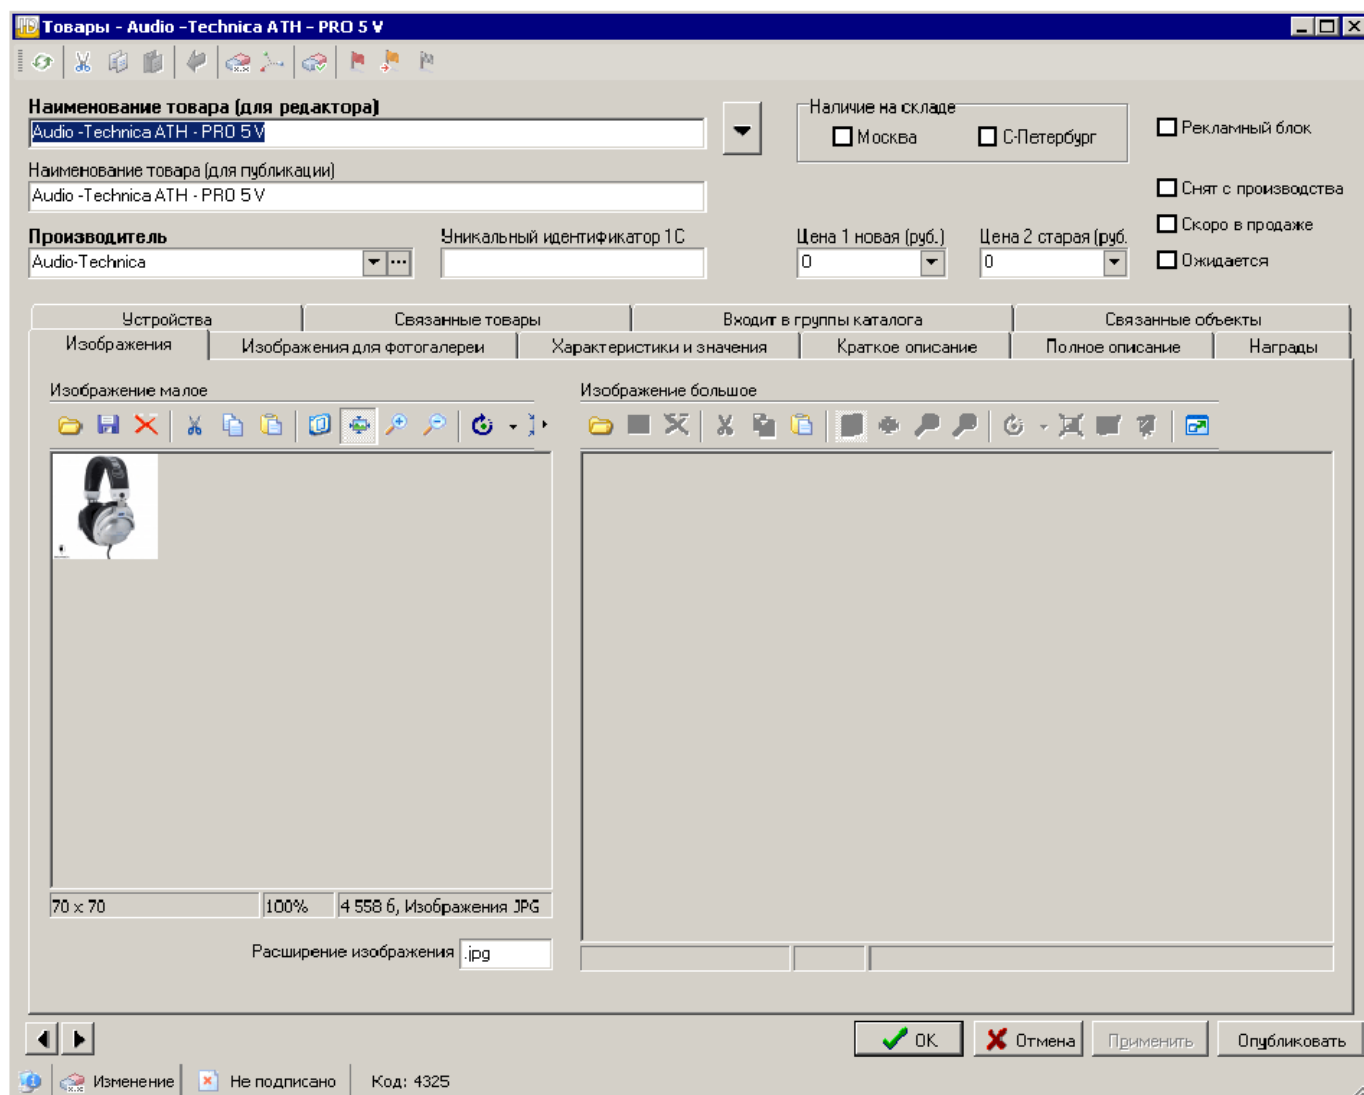 Товары - Audio -Technica ATH - PRO 5 V
Наименование товара (для редактора)
Audio -Technica ATH - PRO 5 V
Наличие на складе
Москва
С-Петербург
Рекламный блок
Наименование товара (для публикации)
Audio -Technica ATH - PRO 5 V
Снят с производства
Скоро в продаже
Ожидается
Производитель
Audio-Technica
Уникальный идентификатор 1С
Цена 1 новая (руб.)
0
Цена 2 старая (руб.
0
Устройства
Связанные товары
Входит в группы каталога
Связанные объекты
Изображения
Изображения для фотогалереи
Характеристики и значения
Краткое описание
Полное описание
Награды
Изображение малое
Изображение большое
70 x 70
100%
4 558 б, Изображения JPG
Расширение изображения
.jpg
OK
Отмена
Применить
Опубликовать
Изменение
Не подписано
Код: 4325